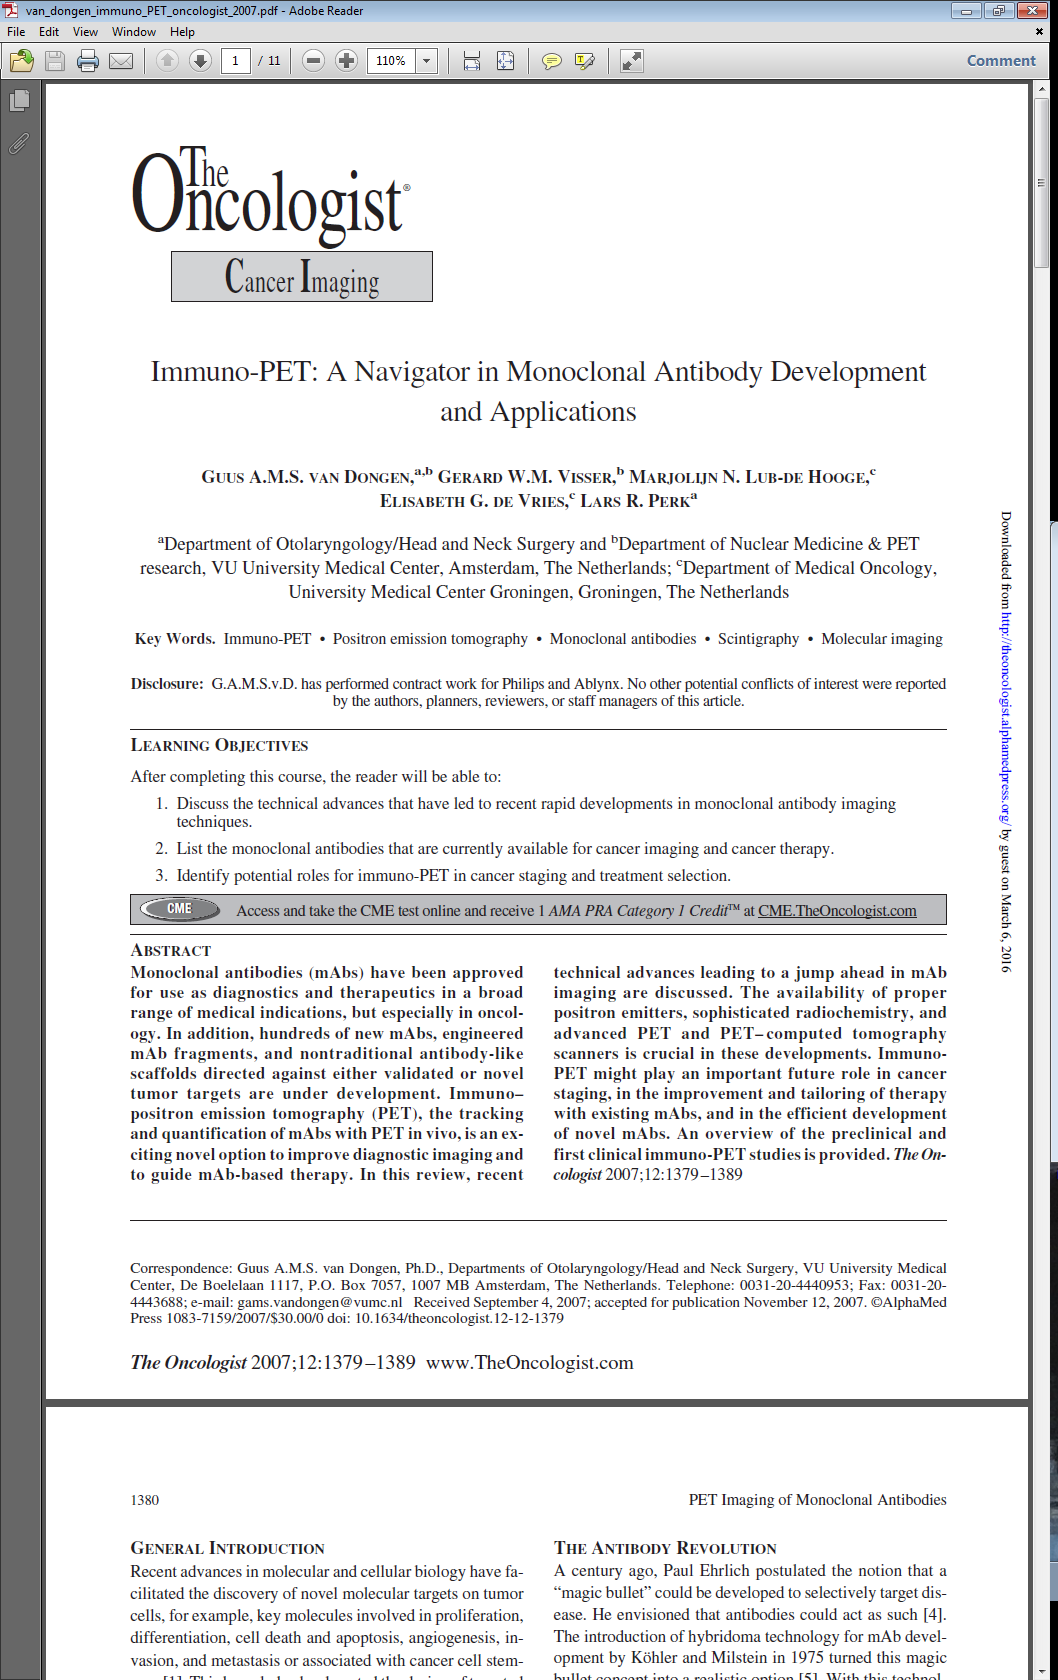 van_dongen_immuno_PET_oncologist_2007.pdf - Adobe Reader
File Edit View Window Help
1 / 11 110% Comment
The
Oncologist®
Cancer Imaging
Immuno-PET: A Navigator in Monoclonal Antibody Development
and Applications
GUUS A.M.S. VAN DONGEN,a,b GERARD W.M. VISSER,b MARJOLIJN N. LUB-DE HOOGE,c
ELISABETH G. DE VRIES,c LARS R. PERKa
aDepartment of Otolaryngology/Head and Neck Surgery and bDepartment of Nuclear Medicine & PET
research, VU University Medical Center, Amsterdam, The Netherlands; cDepartment of Medical Oncology,
University Medical Center Groningen, Groningen, The Netherlands
Key Words. Immuno-PET • Positron emission tomography • Monoclonal antibodies • Scintigraphy • Molecular imaging
Disclosure: G.A.M.S.v.D. has performed contract work for Philips and Ablynx. No other potential conflicts of interest were reported
by the authors, planners, reviewers, or staff managers of this article.
LEARNING OBJECTIVES
After completing this course, the reader will be able to:
1. Discuss the technical advances that have led to recent rapid developments in monoclonal antibody imaging
techniques.
2. List the monoclonal antibodies that are currently available for cancer imaging and cancer therapy.
3. Identify potential roles for immuno-PET in cancer staging and treatment selection.
CME Access and take the CME test online and receive 1 AMA PRA Category 1 Credit™ at CME.TheOncologist.com
ABSTRACT
Monoclonal antibodies (mAbs) have been approved
for use as diagnostics and therapeutics in a broad
range of medical indications, but especially in oncol-
ogy. In addition, hundreds of new mAbs, engineered
mAb fragments, and nontraditional antibody-like
scaffolds directed against either validated or novel
tumor targets are under development. Immuno–
positron emission tomography (PET), the tracking
and quantification of mAbs with PET in vivo, is an ex-
citing novel option to improve diagnostic imaging and
to guide mAb-based therapy. In this review, recent
technical advances leading to a jump ahead in mAb
imaging are discussed. The availability of proper
positron emitters, sophisticated radiochemistry, and
advanced PET and PET–computed tomography
scanners is crucial in these developments. Immuno-
PET might play an important future role in cancer
staging, in the improvement and tailoring of therapy
with existing mAbs, and in the efficient development
of novel mAbs. An overview of the preclinical and
first clinical immuno-PET studies is provided. The On-
cologist 2007;12:1379–1389
Correspondence: Guus A.M.S. van Dongen, Ph.D., Departments of Otolaryngology/Head and Neck Surgery, VU University Medical
Center, De Boelelaan 1117, P.O. Box 7057, 1007 MB Amsterdam, The Netherlands. Telephone: 0031-20-4440953; Fax: 0031-20-
4443688; e-mail: gams.vandongen@vumc.nl Received September 4, 2007; accepted for publication November 12, 2007. ©AlphaMed
Press 1083-7159/2007/$30.00/0 doi: 10.1634/theoncologist.12-12-1379
The Oncologist 2007;12:1379–1389 www.TheOncologist.com
Downloaded from http://theoncologist.alphamedpress.org/ by guest on March 6, 2016
1380 PET Imaging of Monoclonal Antibodies
GENERAL INTRODUCTION
Recent advances in molecular and cellular biology have fa-
cilitated the discovery of novel molecular targets on tumor
cells, for example, key molecules involved in proliferation,
differentiation, cell death and apoptosis, angiogenesis, in-
vasion, and metastasis or associated with cancer cell stem-
THE ANTIBODY REVOLUTION
A century ago, Paul Ehrlich postulated the notion that a
“magic bullet” could be developed to selectively target dis-
ease. He envisioned that antibodies could act as such [4].
The introduction of hybridoma technology for mAb devel-
opment by Köhler and Milstein in 1975 turned this magic
bullet concept into a realistic option [5]. With this technol-